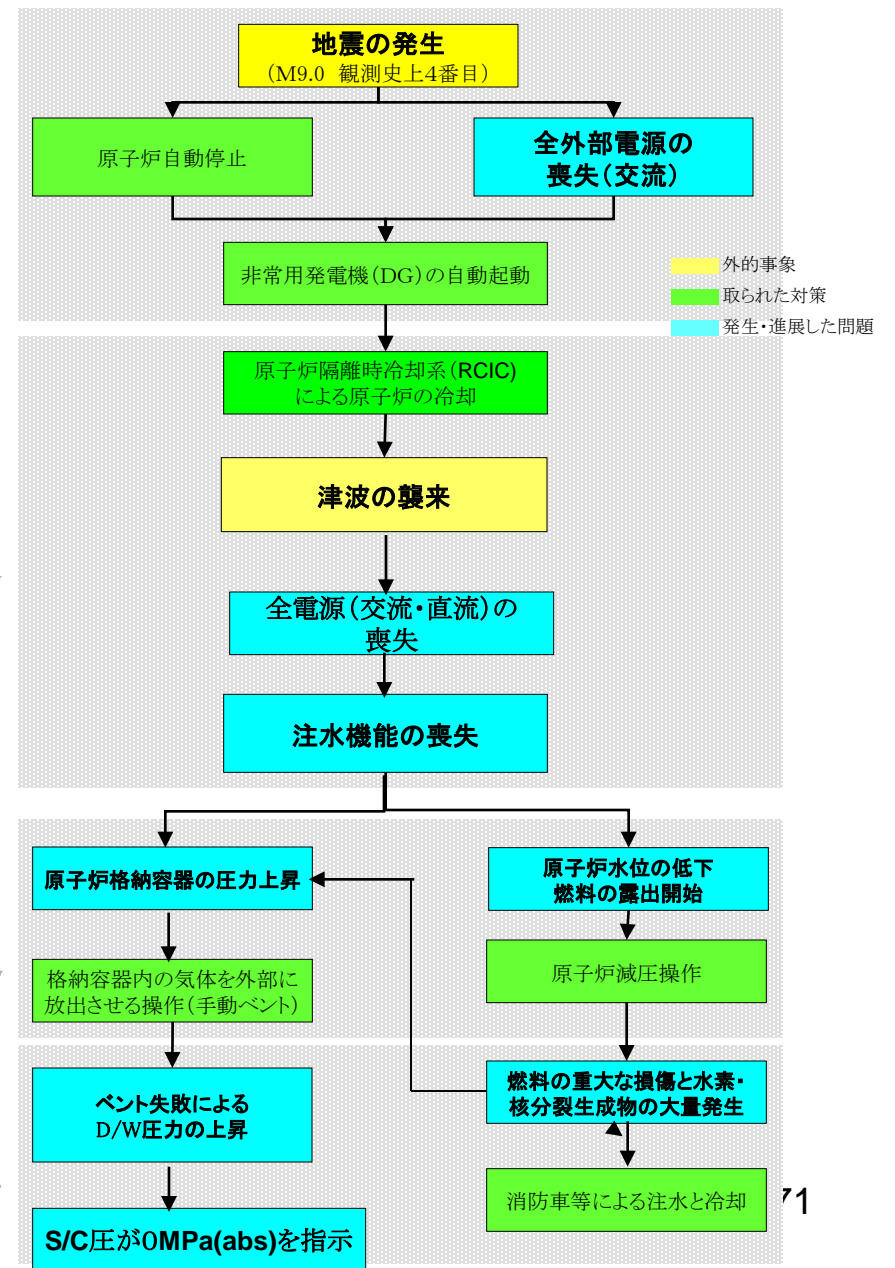 地震の発生
（M9.0 観測史上4番目）
原子炉自動停止
全外部電源の
喪失（交流）
非常用発電機（DG）の自動起動
外的事象
取られた対策
発生・進展した問題
原子炉隔離時冷却系（RCIC)
による原子炉の冷却
津波の襲来
全電源（交流・直流）の
喪失
注水機能の喪失
原子炉格納容器の圧力上昇
原子炉水位の低下
燃料の露出開始
格納容器内の気体を外部に
放出させる操作（手動ベント）
原子炉減圧操作
ベント失敗による
D/W圧力の上昇
燃料の重大な損傷と水素・
核分裂生成物の大量発生
消防車等による注水と冷却
71
S/C圧が0MPa(abs)を指示